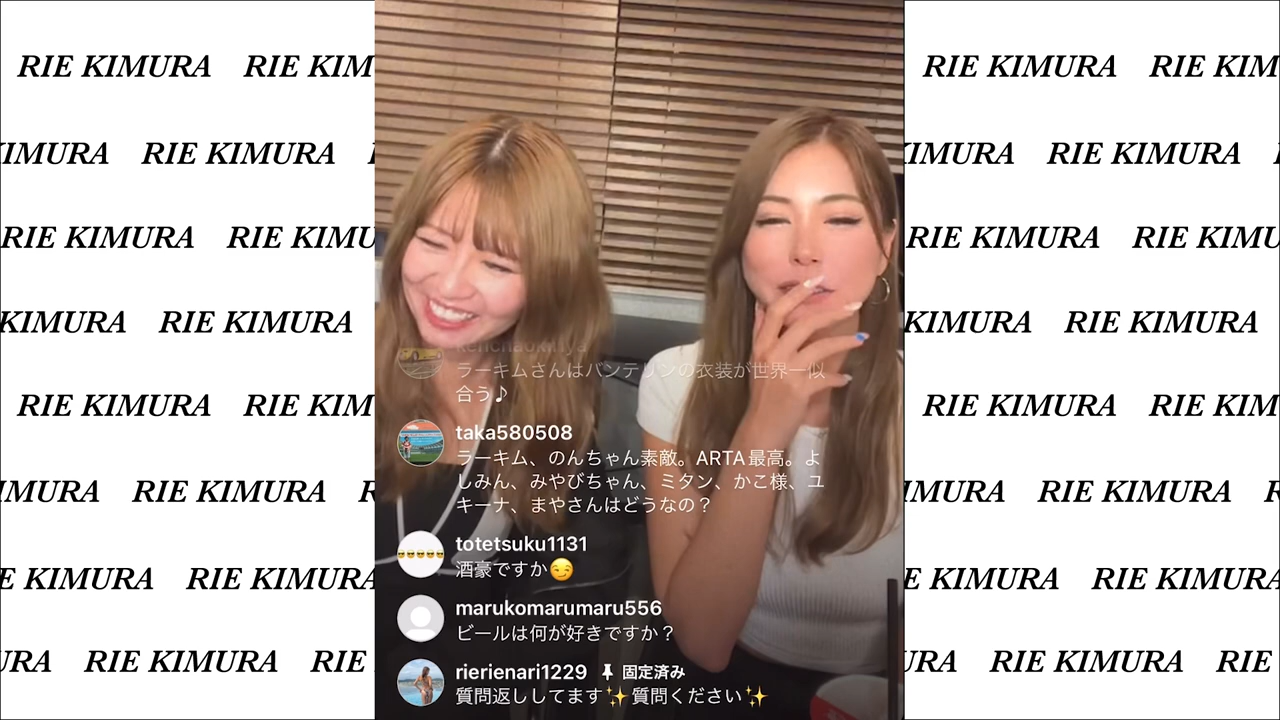 RIE KIMURA RIE KIM
IMURA RIE KIMURA
RIE KIMURA RIE KIMU
KIMURA RIE KIMURA
RIE KIMURA RIE KIM
IMURA RIE KIMURA R
E KIMURA RIE KIMURA
URA RIE KIMURA RIE
kenchaokiniya
ラーキムさんはバンテリンの衣装が世界一似
合う♪
taka580508
ラーキム、のんちゃん素敵。ARTA最高。よ
しみん、みやびちゃん、ミタン、かこ様、ユ
キーナ、まやさんはどうなの？
totetsuku1131
酒豪ですか😏
marukomarumaru556
ビールは何が好きですか？
rierienari1229 固定済み
質問返ししてます✨質問ください✨
RIE KIMURA RIE KIM
IMURA RIE KIMURA
RIE KIMURA RIE KIMU
KIMURA RIE KIMURA
RIE KIMURA RIE KIM
IMURA RIE KIMURA R
E KIMURA RIE KIMURA
URA RIE KIMURA RIE